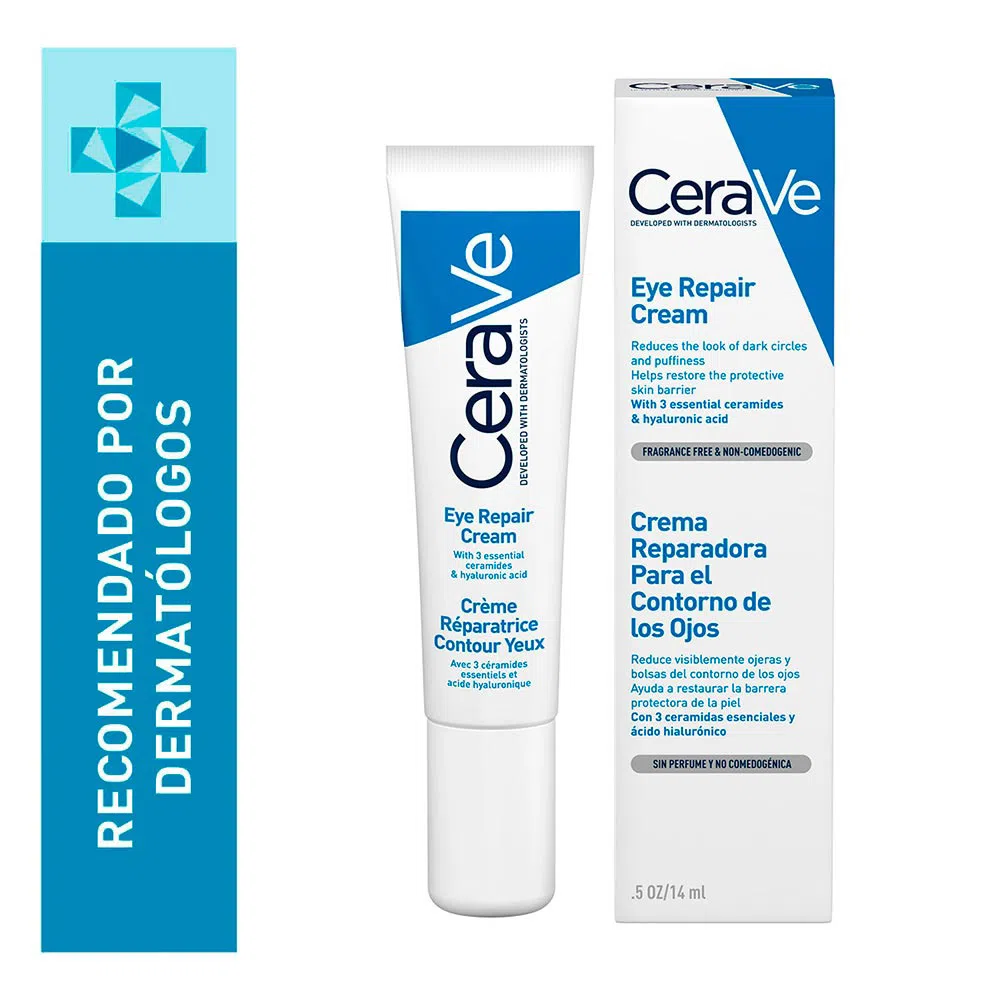 RECOMENDADO POR
DERMATÓLOGOS
CeraVe
DEVELOPED WITH DERMATOLOGISTS
Eye Repair
Cream
With 3 essential
ceramides
& hyaluronic acid
Crème
Réparatrice
Contour Yeux
Avec 3 céramides
essentiels et
acide hyaluronique
CeraVe
CeraVe
DEVELOPED WITH DERMATOLOGISTS
Eye Repair
Cream
Reduces the look of dark circles
and puffiness
Helps restore the protective
skin barrier
With 3 essential ceramides
& hyaluronic acid
FRAGRANCE FREE & NON-COMEDOGENIC
Crema
Reparadora
Para el
Contorno de
los Ojos
Reduce visiblemente ojeras y
bolsas del contorno de los ojos
Ayuda a restaurar la barrera
protectora de la piel
Con 3 ceramidas esenciales y
ácido hialurónico
SIN PERFUME Y NO COMEDOGÉNICA
.5 OZ/14 ml